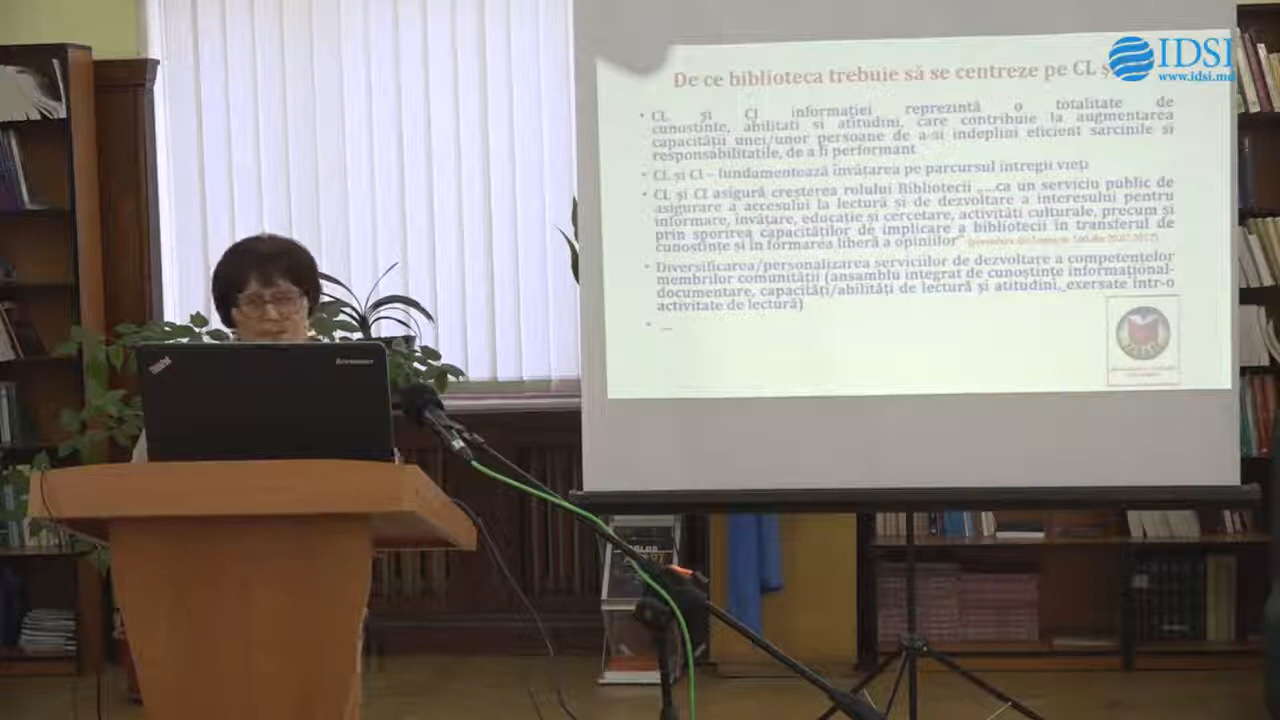 IDSI
www.idsi.md
De ce biblioteca trebuie să se centreze pe CL
• CL și CI informației reprezintă o totalitate de
cunoștințe, abilități și atitudini, care contribuie la augmentarea
capacității unei/unor persoane de a-și îndeplini eficient sarcinile și
responsabilitățile, de a fi performant
• CL și CI – fundamentează învățarea pe parcursul întregii vieți
• CL și CI asigură creșterea rolului Bibliotecii „...ca un serviciu public de
asigurare a accesului la lectură și de dezvoltare a interesului pentru
informare, învățare, educație și cercetare, activități culturale, precum și
prin sporirea capacităților de implicare a bibliotecii în transferul de
cunoștințe și în formarea liberă a opiniilor”
• Diversificarea/personalizarea serviciilor de dezvoltare a competențelor
membrilor comunității (ansamblu integrat de cunoștințe informațional-
documentare, capacități/abilități de lectură și atitudini, exersate într-o
activitate de lectură)
• ...
ThinkPad
lenovo